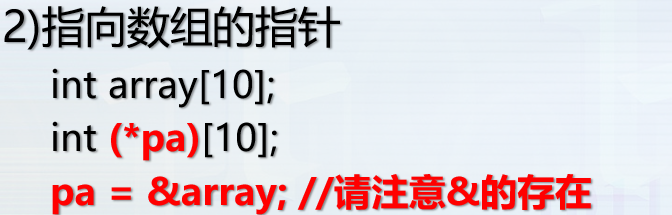 2)指向数组的指针
int array[10];
int (*pa)[10];
pa = &array; //请注意&的存在